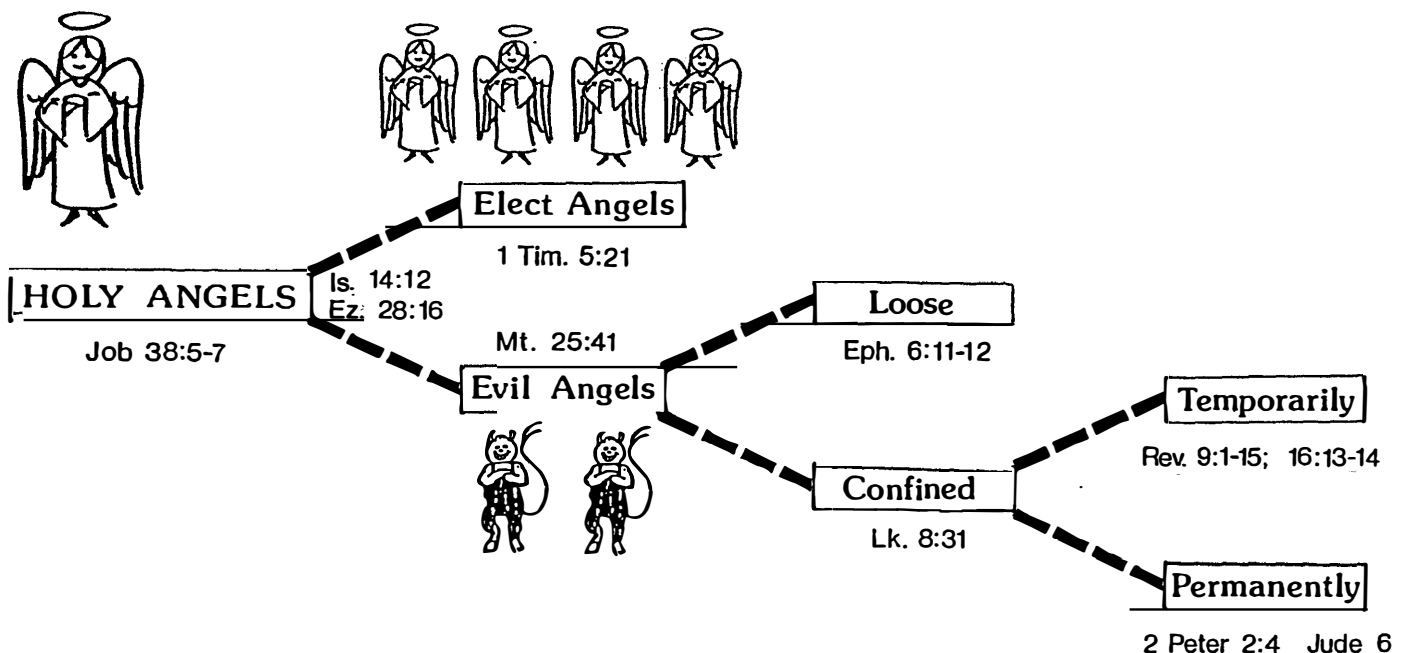 Elect Angels
1 Tim. 5:21
HOLY ANGELS
Is. 14:12
Ez. 28:16
Job 38:5-7
Mt. 25:41
Evil Angels
Loose
Eph. 6:11-12
Confined
Lk. 8:31
Temporarily
Rev. 9:1-15; 16:13-14
Permanently
2 Peter 2:4 Jude 6